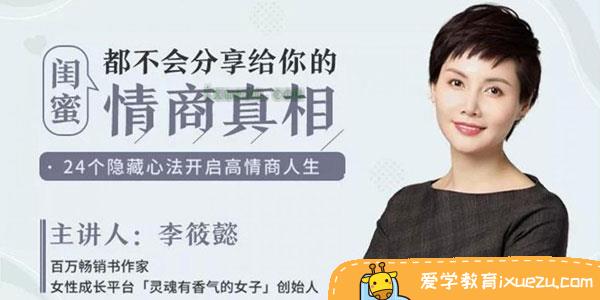 闺蜜
都不会分享给你的
情商真相
· 24个隐藏心法开启高情商人生
主讲人：李筱懿
百万畅销书作家
女性成长平台「灵魂有香气的女子」创始人
爱学教育ixuezu.com